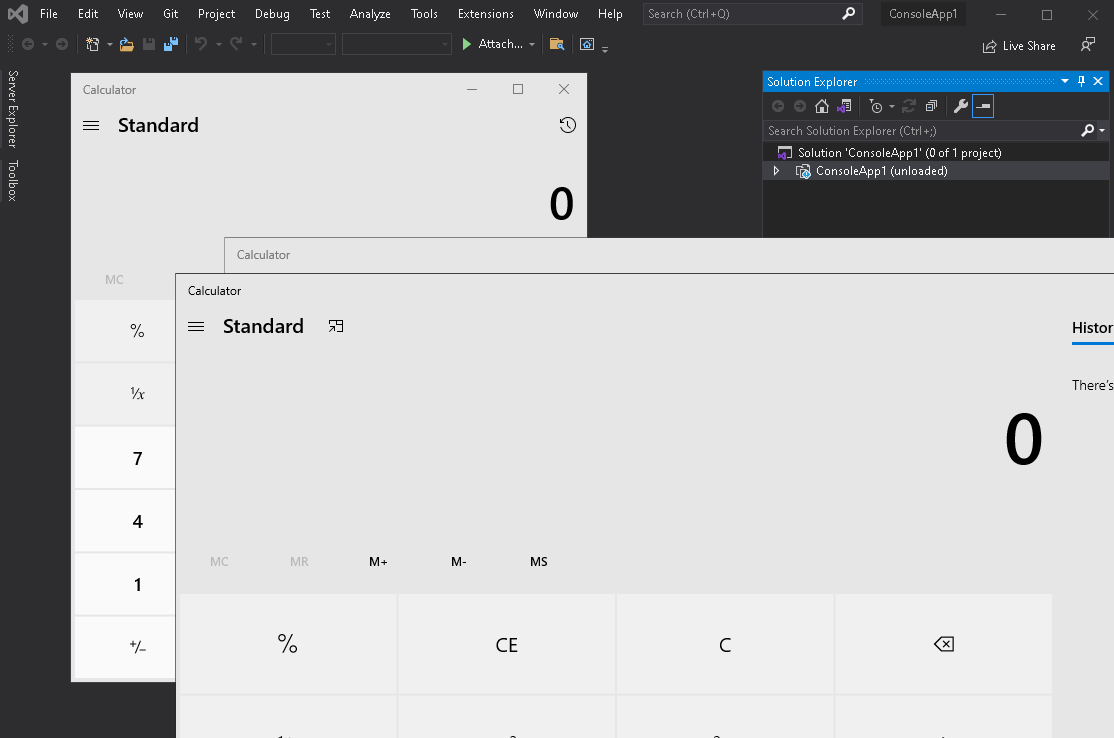 File Edit View Git Project Debug Test Analyze Tools Extensions Window Help Search (Ctrl+Q) ConsoleApp1
Attach... Live Share
Server Explorer
Toolbox
Solution Explorer
Search Solution Explorer (Ctrl+;)
Solution 'ConsoleApp1' (0 of 1 project)
ConsoleApp1 (unloaded)
Calculator
Standard
0
MC
%
1/x
7
4
1
+/−
Calculator
Calculator
Standard
Histor
There's
0
MC MR M+ M- MS
% CE C